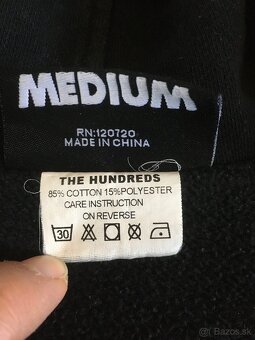 MEDIUM
RN:120720
MADE IN CHINA
THE HUNDREDS
85% COTTON 15%POLYESTER
CARE INSTRUCTION
ON REVERSE
30
Bazos.sk